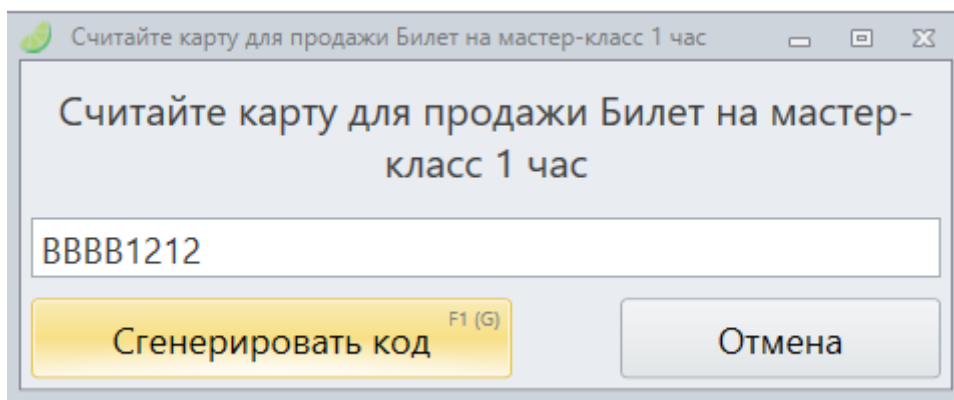 Считайте карту для продажи Билет на мастер-класс 1 час
Считайте карту для продажи Билет на мастер-
класс 1 час
BBBB1212
Сгенерировать код
F1 (G)
Отмена